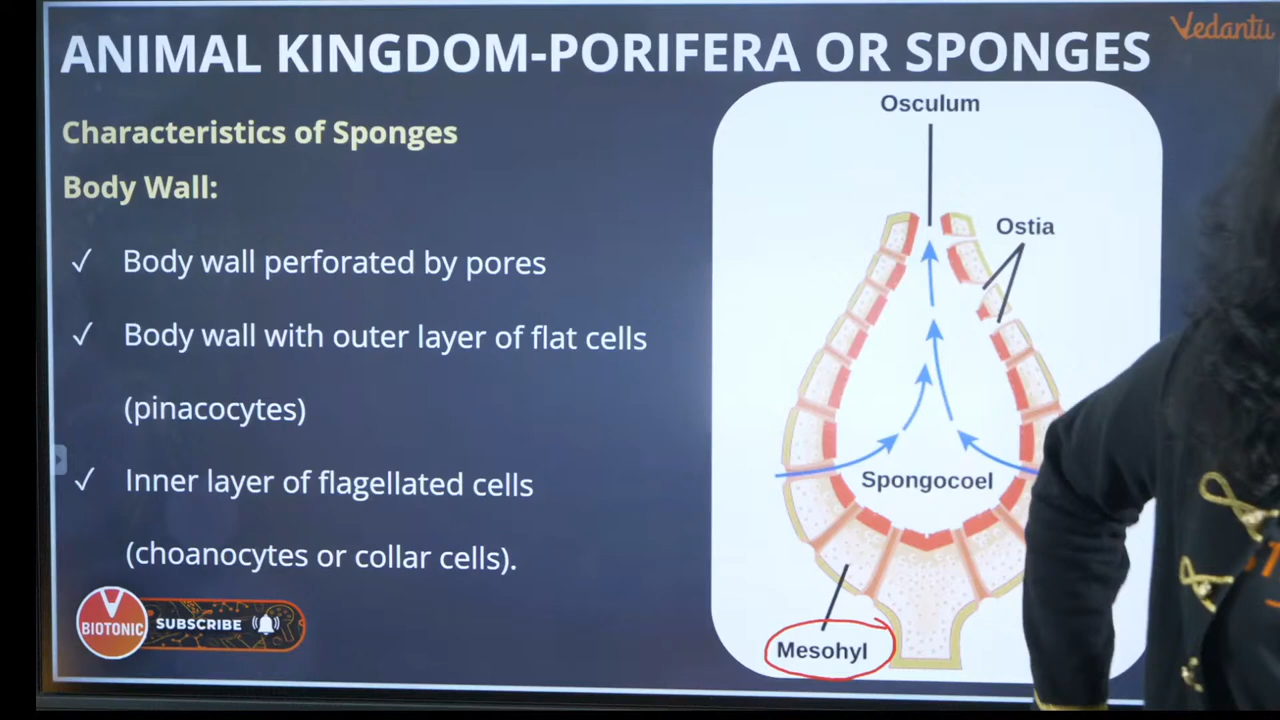 Vedantu
ANIMAL KINGDOM-PORIFERA OR SPONGES
Characteristics of Sponges
Body Wall:
✓ Body wall perforated by pores
✓ Body wall with outer layer of flat cells
(pinacocytes)
✓ Inner layer of flagellated cells
(choanocytes or collar cells).
BIOTONIC
SUBSCRIBE
Osculum
Ostia
Spongocoel
Mesohyl